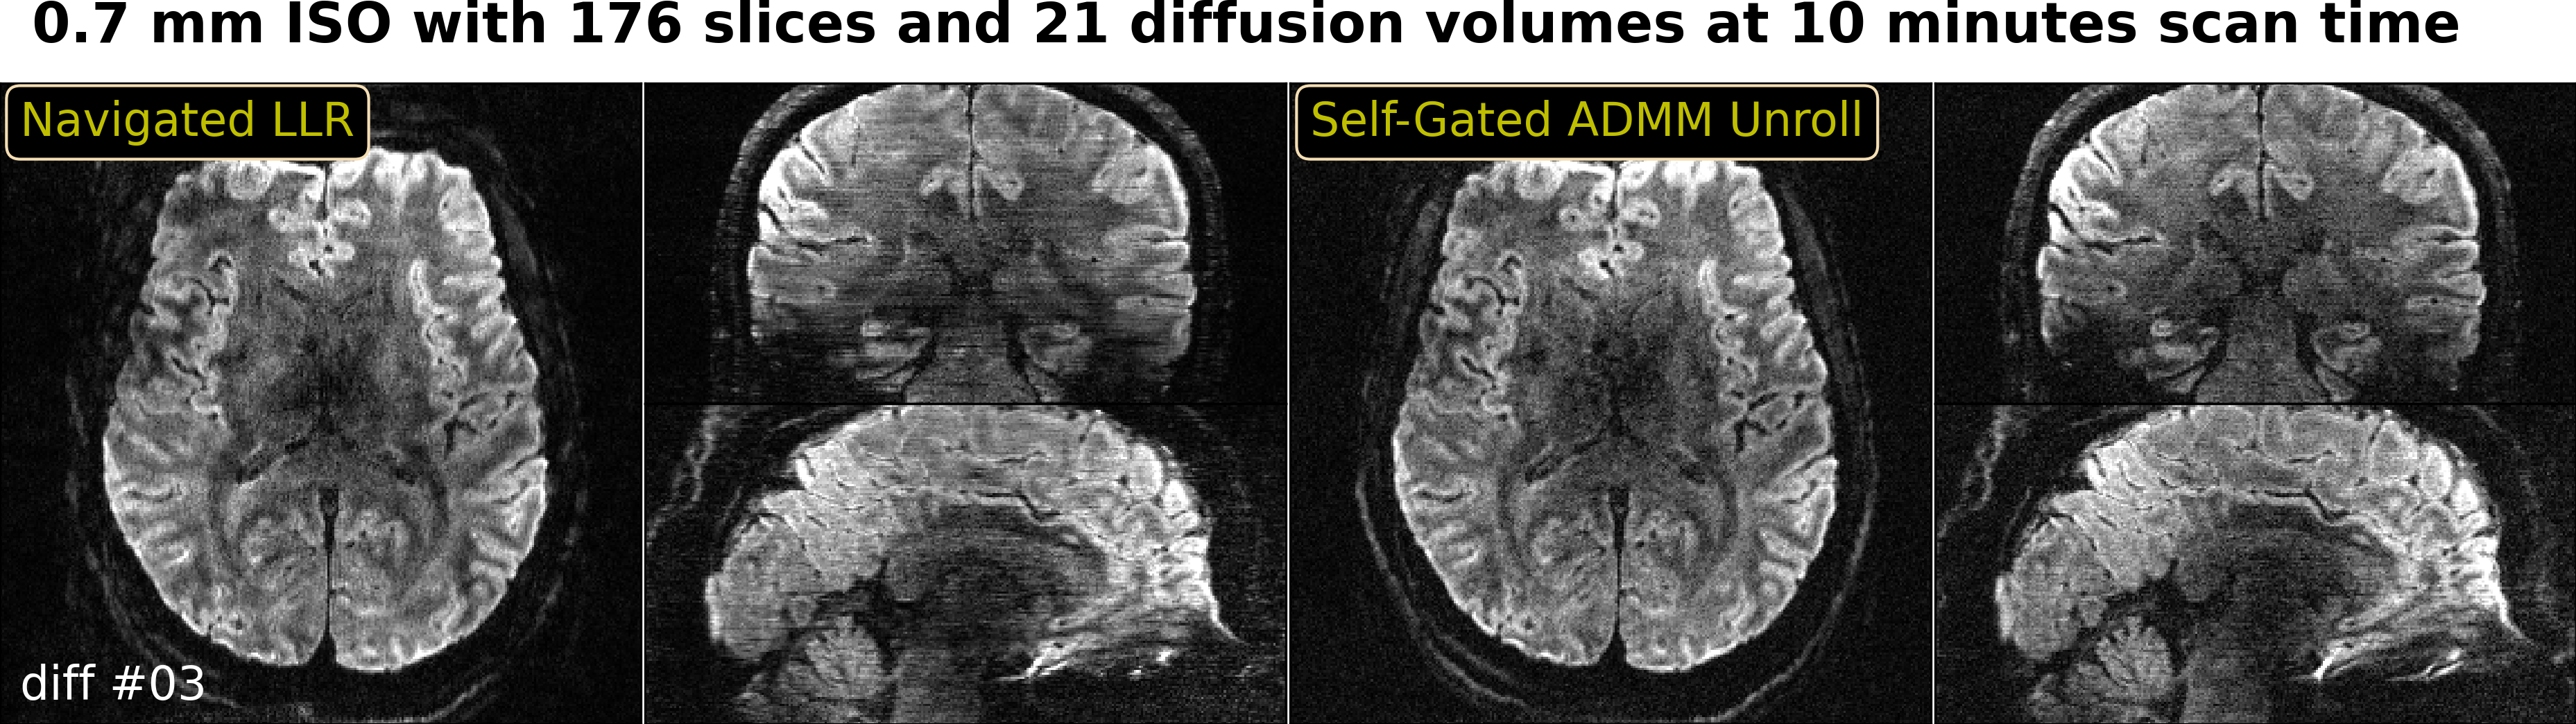 0.7 mm ISO with 176 slices and 21 diffusion volumes at 10 minutes scan time
Navigated LLR
Self-Gated ADMM Unroll
diff #03